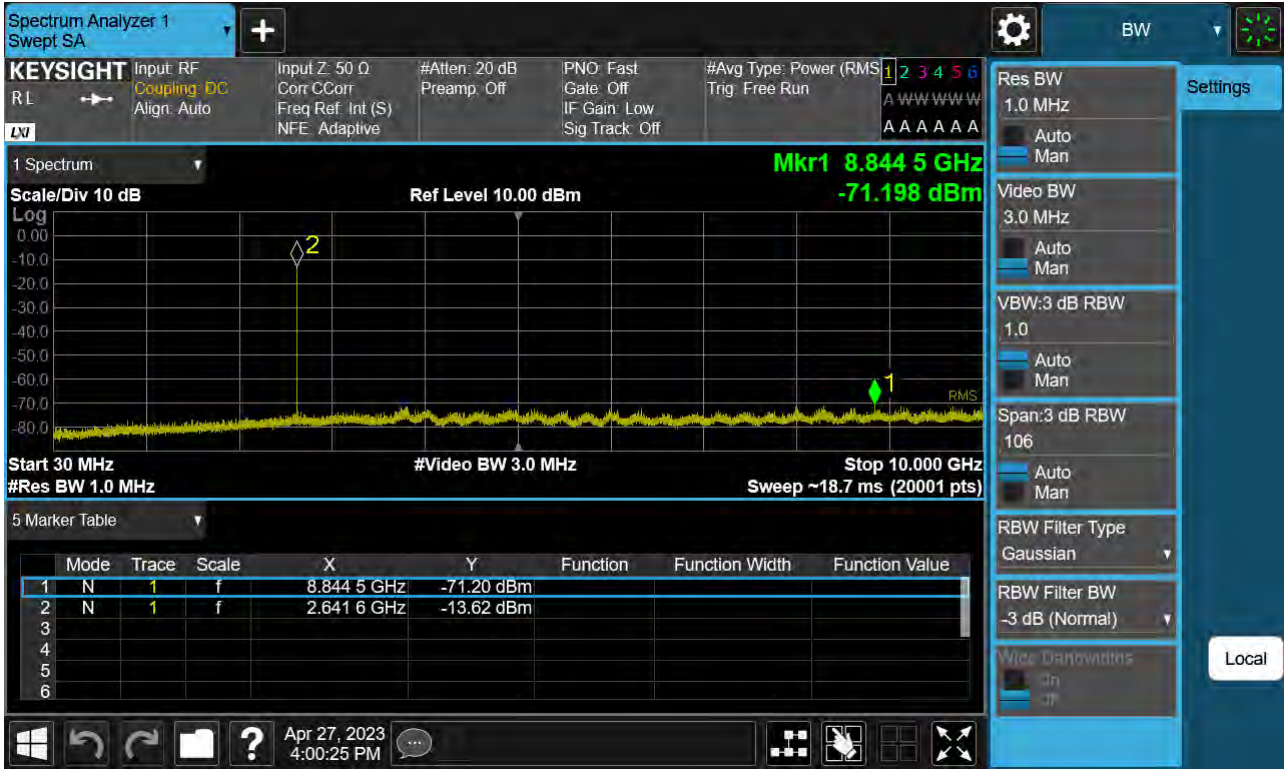 Spectrum Analyzer 1
Swept SA
BW
KEYSIGHT
RL
LXI
Input: RF
Coupling: DC
Align: Auto
Input Z: 50 Ω
Corr CCorr
Freq Ref: Int (S)
NFE: Adaptive
#Atten: 20 dB
Preamp: Off
PNO: Fast
Gate: Off
IF Gain: Low
Sig Track: Off
#Avg Type: Power (RMS
Trig: Free Run
1 2 3 4 5 6
A W W W W W
A A A A A A
1 Spectrum
Mkr1 8.844 5 GHz
-71.198 dBm
Scale/Div 10 dB
Ref Level 10.00 dBm
Log
0.00
-10.0
-20.0
-30.0
-40.0
-50.0
-60.0
-70.0
-80.0
2
1
RMS
Start 30 MHz
#Video BW 3.0 MHz
Stop 10.000 GHz
#Res BW 1.0 MHz
Sweep ~18.7 ms (20001 pts)
5 Marker Table
Mode Trace Scale X Y Function Function Width Function Value
1 N 1 f 8.844 5 GHz -71.20 dBm
2 N 1 f 2.641 6 GHz -13.62 dBm
3
4
5
6
Settings
Res BW
1.0 MHz
Auto
Man
Video BW
3.0 MHz
Auto
Man
VBW:3 dB RBW
1.0
Auto
Man
Span:3 dB RBW
106
Auto
Man
RBW Filter Type
Gaussian
RBW Filter BW
-3 dB (Normal)
Local
?
Apr 27, 2023
4:00:25 PM